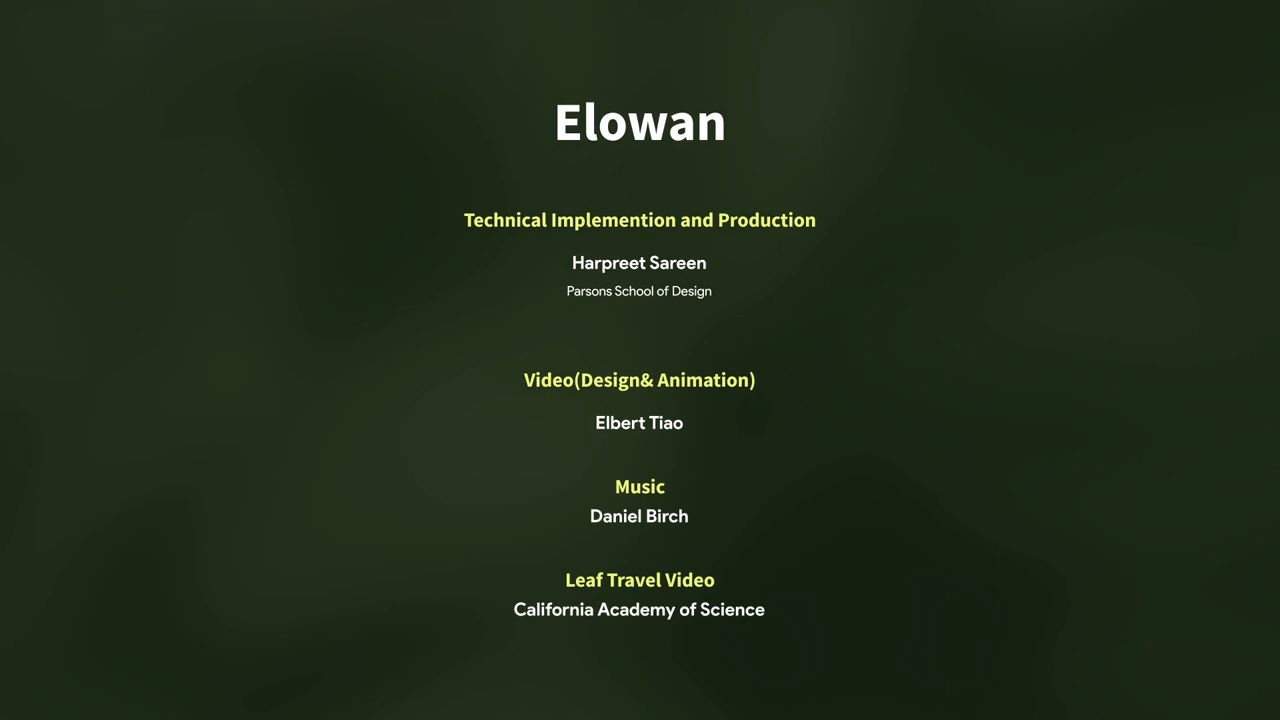 Elowan
Technical Implemention and Production
Harpreet Sareen
Parsons School of Design
Video(Design& Animation)
Elbert Tiao
Music
Daniel Birch
Leaf Travel Video
California Academy of Science